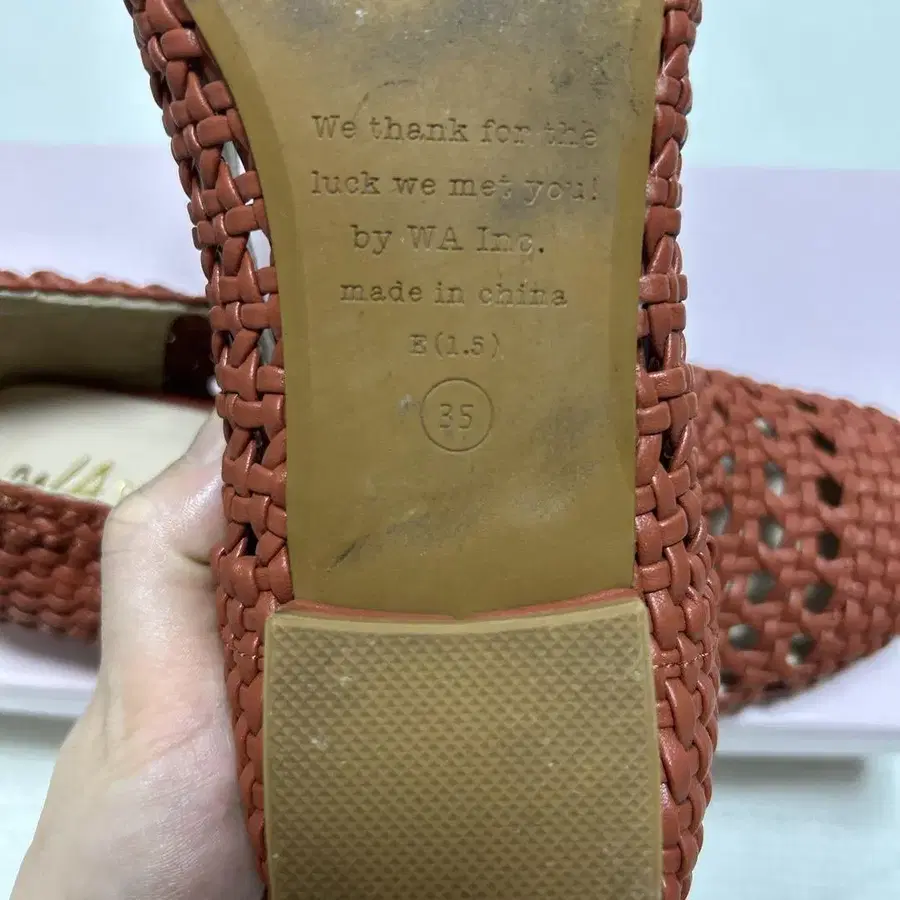 We thank for the
luck we met you!
by WA Inc.
made in china
E(1.5)
35